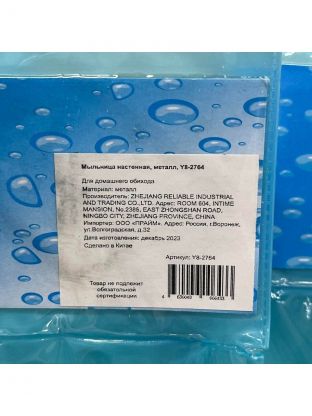 Мыльница настенная, металл, Y8-2764
Для домашнего обихода
Материал: металл
Производитель: ZHEJIANG RELIABLE INDUSTRIAL
AND TRADING CO., LTD. Адрес: ROOM 604, INTIME
MANSION, No.2385, EAST ZHONGSHAN ROAD,
NINGBO CITY, ZHEJIANG PROVINCE, CHINA
Импортер: ООО «ПРАЙМ». Адрес: Россия, г.Воронеж,
ул.Волгоградская, д.32
Дата изготовления: декабрь 2023
Сделано в Китае
Артикул: Y8-2764
Товар не подлежит
обязательной
сертификации